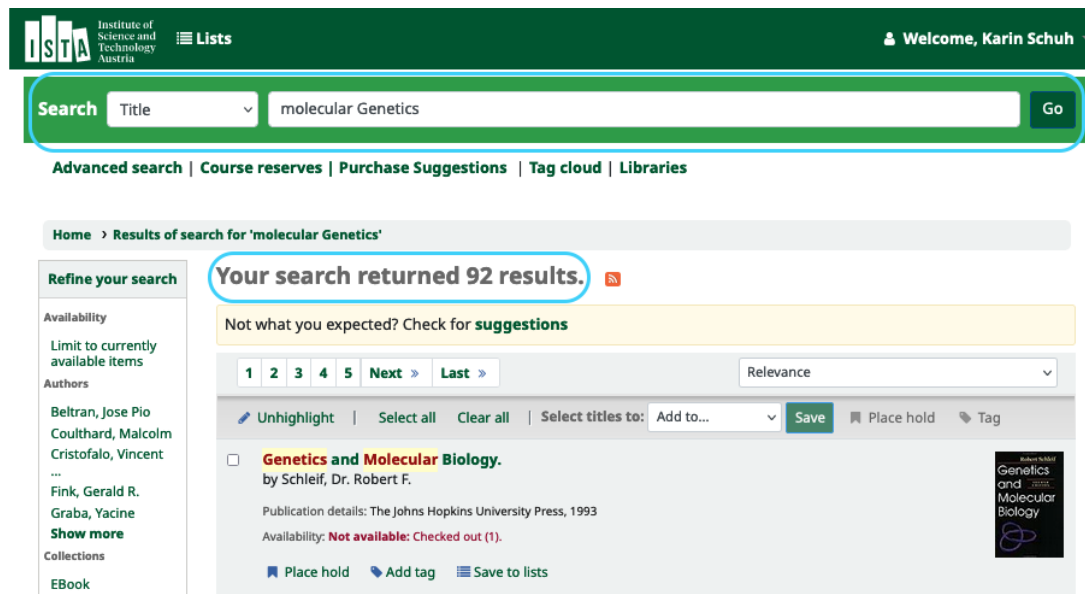 ISTA
Institute of
Science and
Technology
Austria
Lists
Welcome, Karin Schuh
Search Title molecular Genetics Go
Advanced search | Course reserves | Purchase Suggestions | Tag cloud | Libraries
Home › Results of search for 'molecular Genetics'
Refine your search
Availability
Limit to currently
available items
Authors
Beltran, Jose Pio
Coulthard, Malcolm
Cristofalo, Vincent
...
Fink, Gerald R.
Graba, Yacine
Show more
Collections
EBook
Your search returned 92 results.
Not what you expected? Check for suggestions
1 2 3 4 5 Next » Last » Relevance
Unhighlight | Select all Clear all | Select titles to: Add to... Save Place hold Tag
Genetics and Molecular Biology.
by Schleif, Dr. Robert F.
Publication details: The Johns Hopkins University Press, 1993
Availability: Not available: Checked out (1).
Place hold Add tag Save to lists
Robert Schleif
Genetics
and
Molecular
Biology